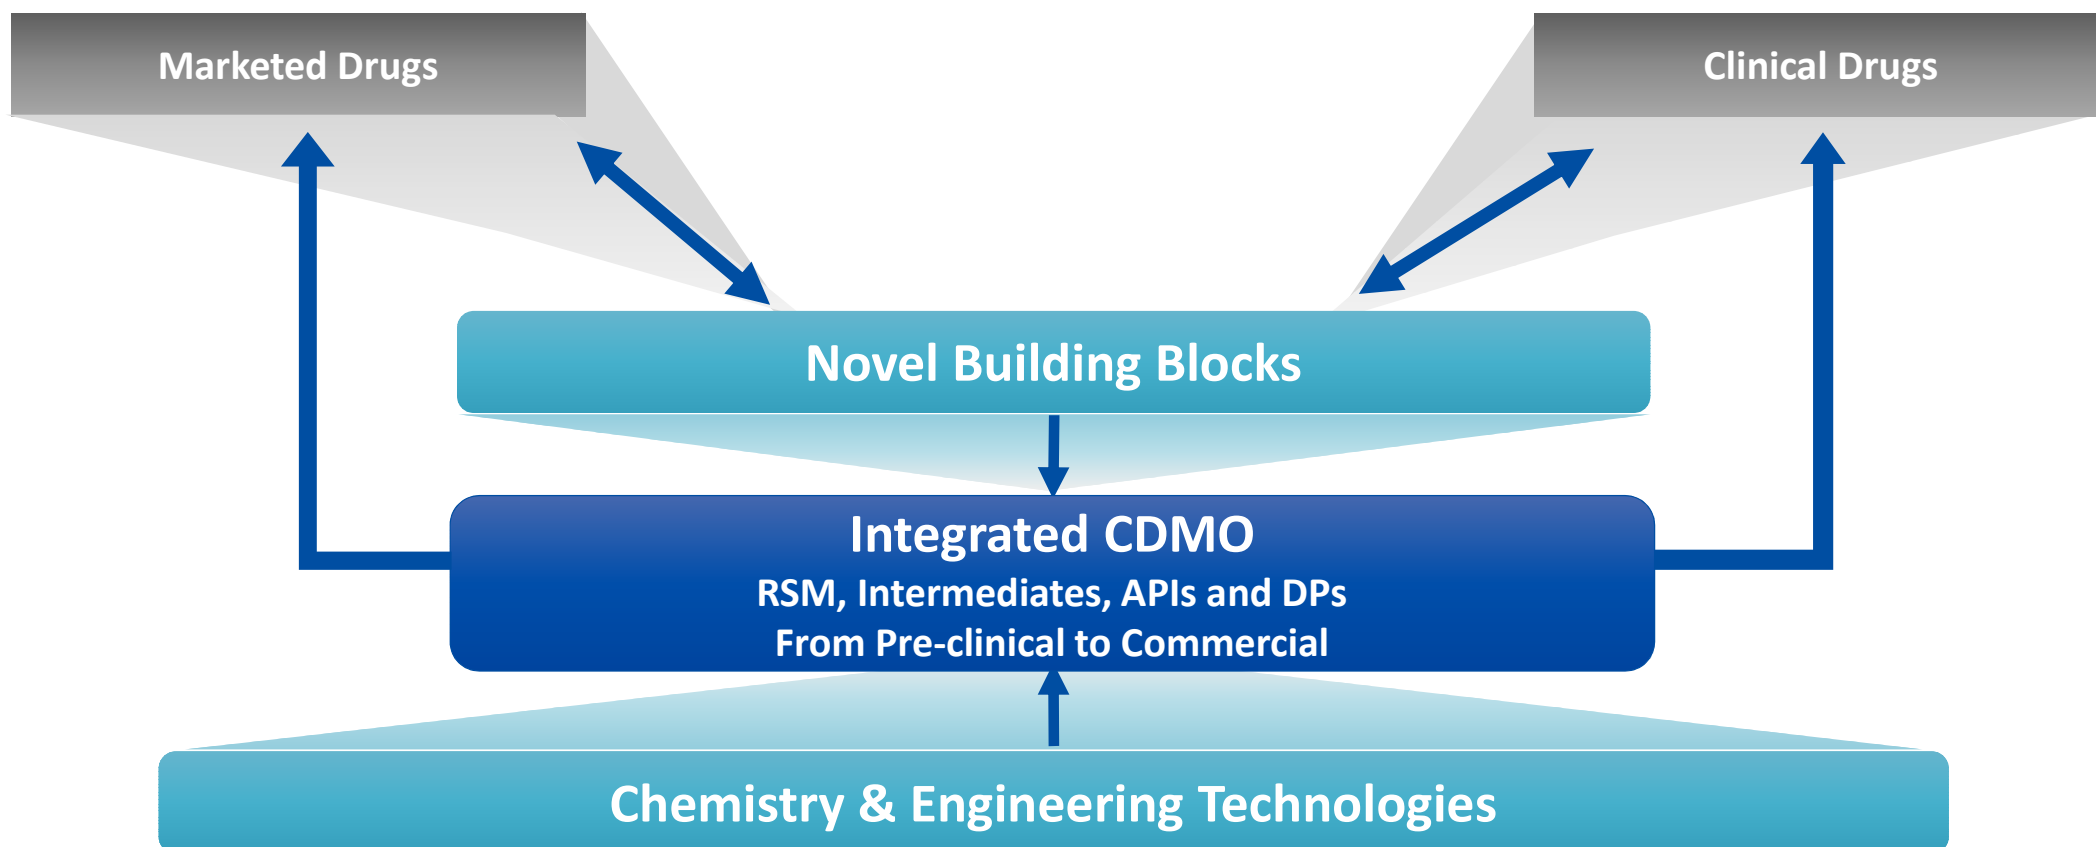 Marketed Drugs
Clinical Drugs
Novel Building Blocks
Integrated CDMO
RSM, Intermediates, APIs and DPs
From Pre-clinical to Commercial
Chemistry & Engineering Technologies